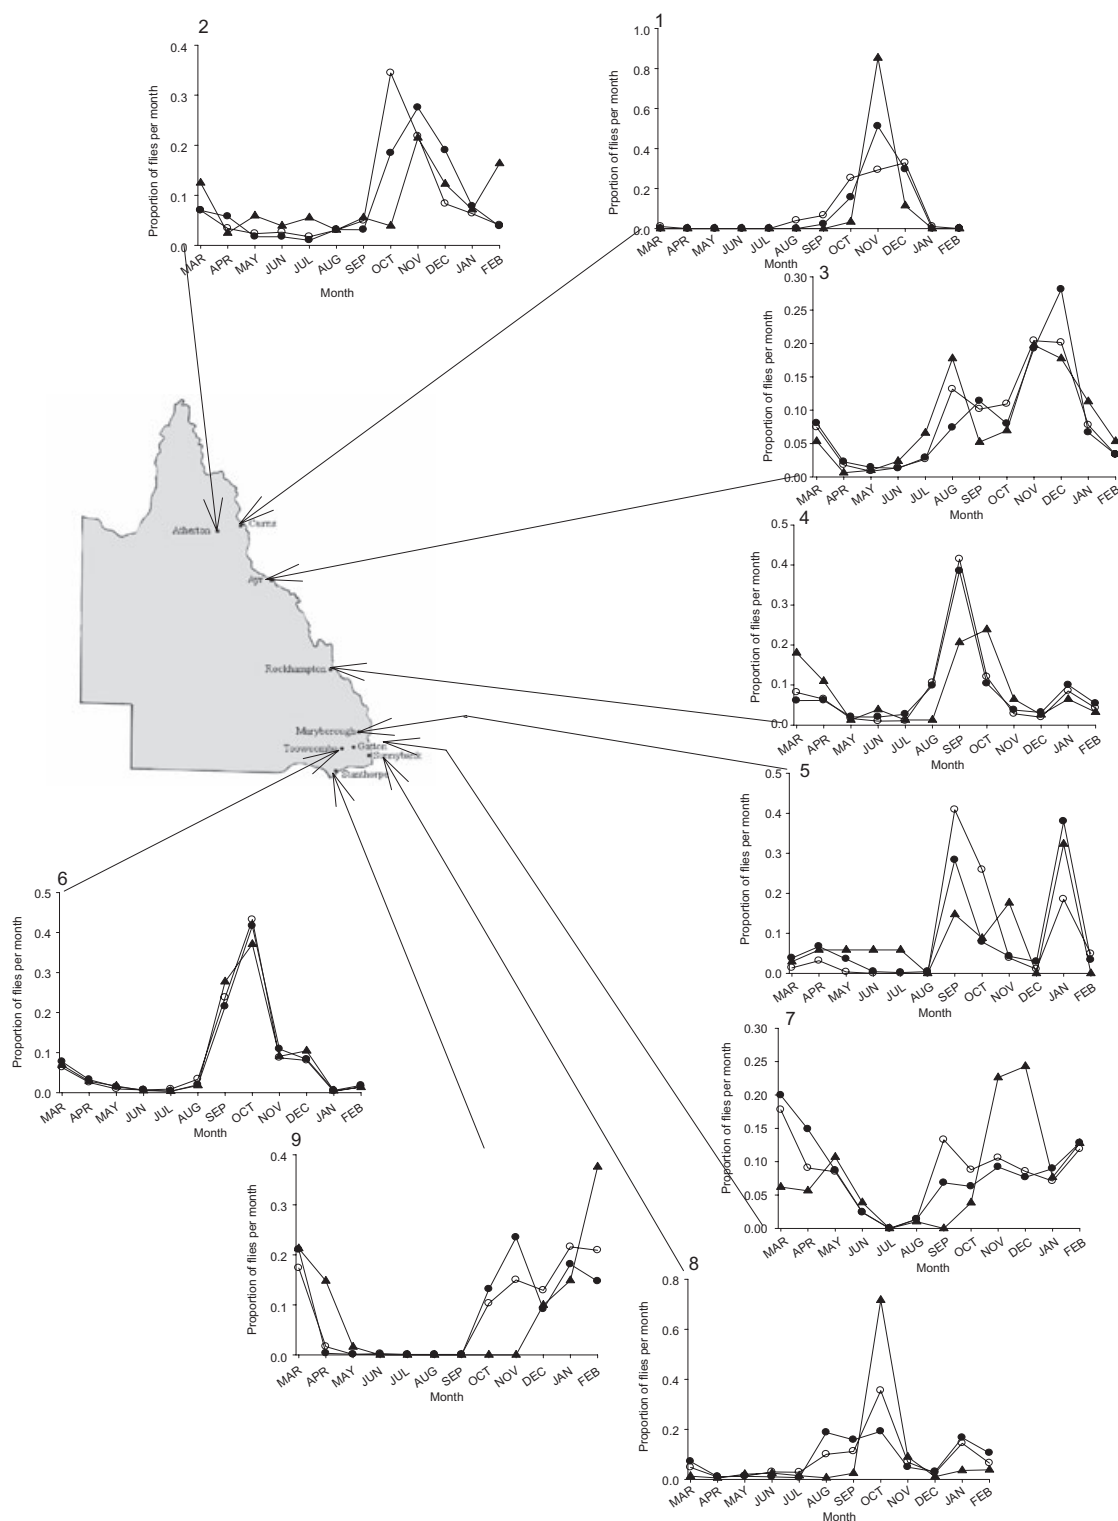 2
Proportion of flies per month
0.4
0.3
0.2
0.1
0.0
MAR APR MAY JUN JUL AUG SEP OCT NOV DEC JAN FEB
Month
1
Prportion of flies per month
1.0
0.8
0.6
0.4
0.2
0.0
MAR APR MAY JUN JUL AUG SEP OCT NOV DEC JAN FEB
Month
3
Proportion of flies per month
0.30
0.25
0.20
0.15
0.10
0.05
0.00
MAR APR MAY JUN JUL AUG SEP OCT NOV DEC JAN FEB
Month
Cairns
Atherton
Ayr
Rockhampton
Maryborough
Toowoomba
Gatton
Sunnybank
Stanthorpe
4
Proportion of flies per month
0.5
0.4
0.3
0.2
0.1
0.0
MAR APR MAY JUN JUL AUG SEP OCT NOV DEC JAN FEB
Month
5
Proportion of flies per month
0.5
0.4
0.3
0.2
0.1
0.0
MAR APR MAY JUN JUL AUG SEP OCT NOV DEC JAN FEB
Month
6
Proportion of flies per month
0.5
0.4
0.3
0.2
0.1
0.0
MAR APR MAY JUN JUL AUG SEP OCT NOV DEC JAN FEB
Month
7
Proportion of flies per month
0.30
0.25
0.20
0.15
0.10
0.05
0.00
MAR APR MAY JUN JUL AUG SEP OCT NOV DEC JAN FEB
Month
9
Proportion of flies per month
0.4
0.3
0.2
0.1
0.0
MAR APR MAY JUN JUL AUG SEP OCT NOV DEC JAN FEB
Month
8
Proportion of flies per month
0.8
0.6
0.4
0.2
0.0
MAR APR MAY JUN JUL AUG SEP OCT NOV DEC JAN FEB
Month